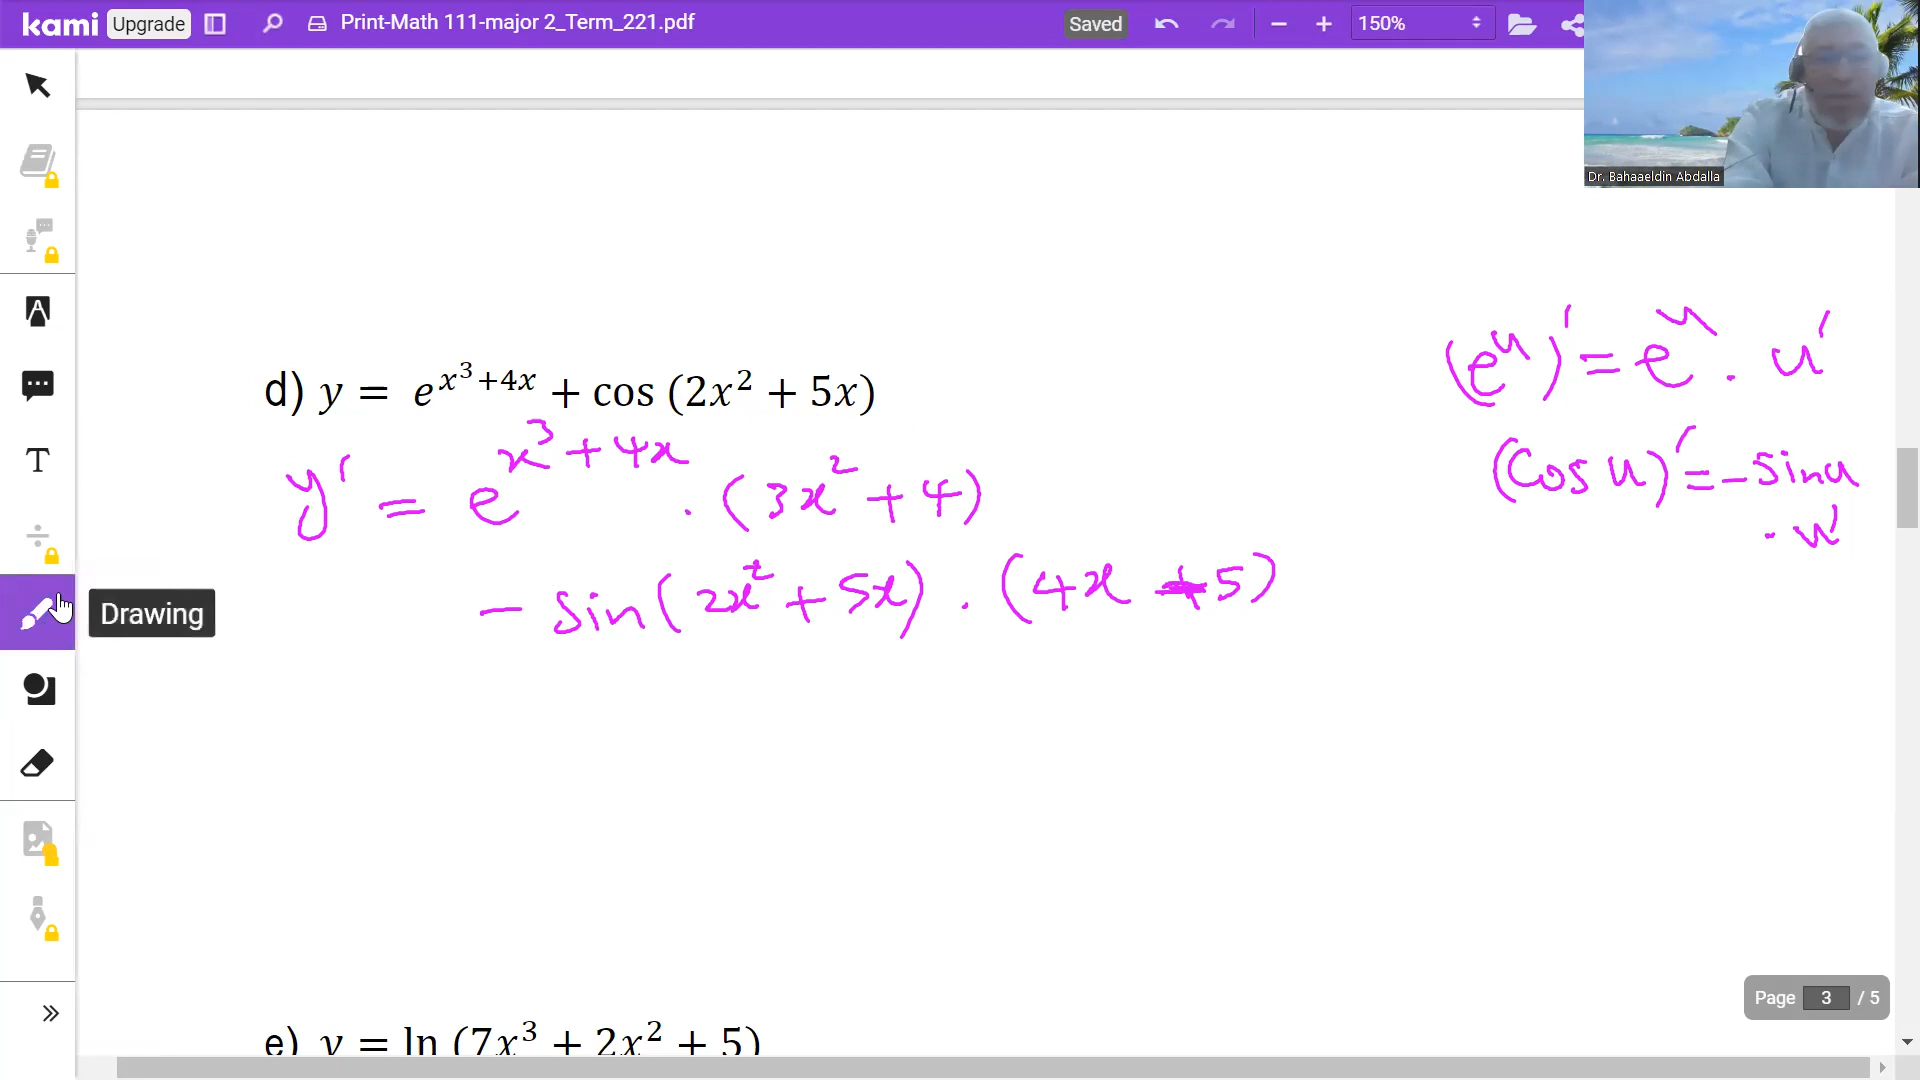 kami Upgrade Print-Math 111-major 2_Term_221.pdf Saved 150%
Dr. Bahaaeldin Abdalla
(e^u)' = e^u . u'
d) y = e^{x^3+4x} + cos (2x^2 + 5x)
(cos u)' = - sin u
. u'
y' = e^{x^3+4x} . (3x^2 + 4)
- sin(2x^2 + 5x) . (4x + 5)
Drawing
T
Page 3 / 5
e) y = ln (7x^3 + 2x^2 + 5)